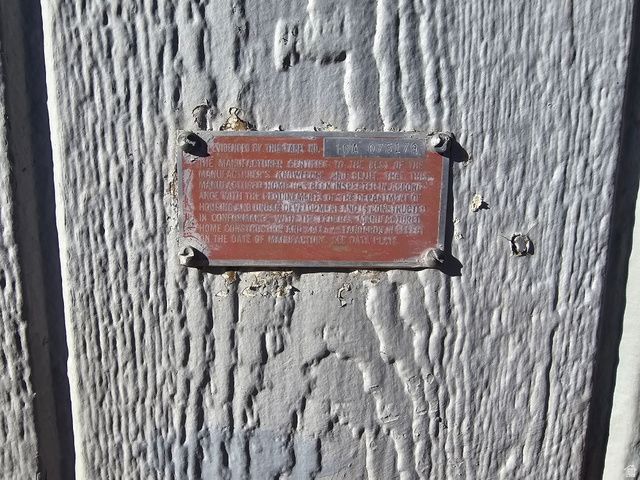 AS EVIDENCED BY THIS LABEL NO.
THE MANUFACTURER CERTIFIES TO THE BEST OF THE
MANUFACTURER'S KNOWLEDGE AND BELIEF THAT THIS
MANUFACTURED HOME HAS BEEN INSPECTED IN ACCORD-
ANCE WITH THE REQUIREMENTS OF THE DEPARTMENT OF
HOUSING AND URBAN DEVELOPMENT AND IS CONSTRUCTED
IN CONFORMANCE WITH THE FEDERAL MANUFACTURED
HOME CONSTRUCTION AND SAFETY STANDARDS IN EFFECT
ON THE DATE OF MANUFACTURE. SEE DATA PLATE.